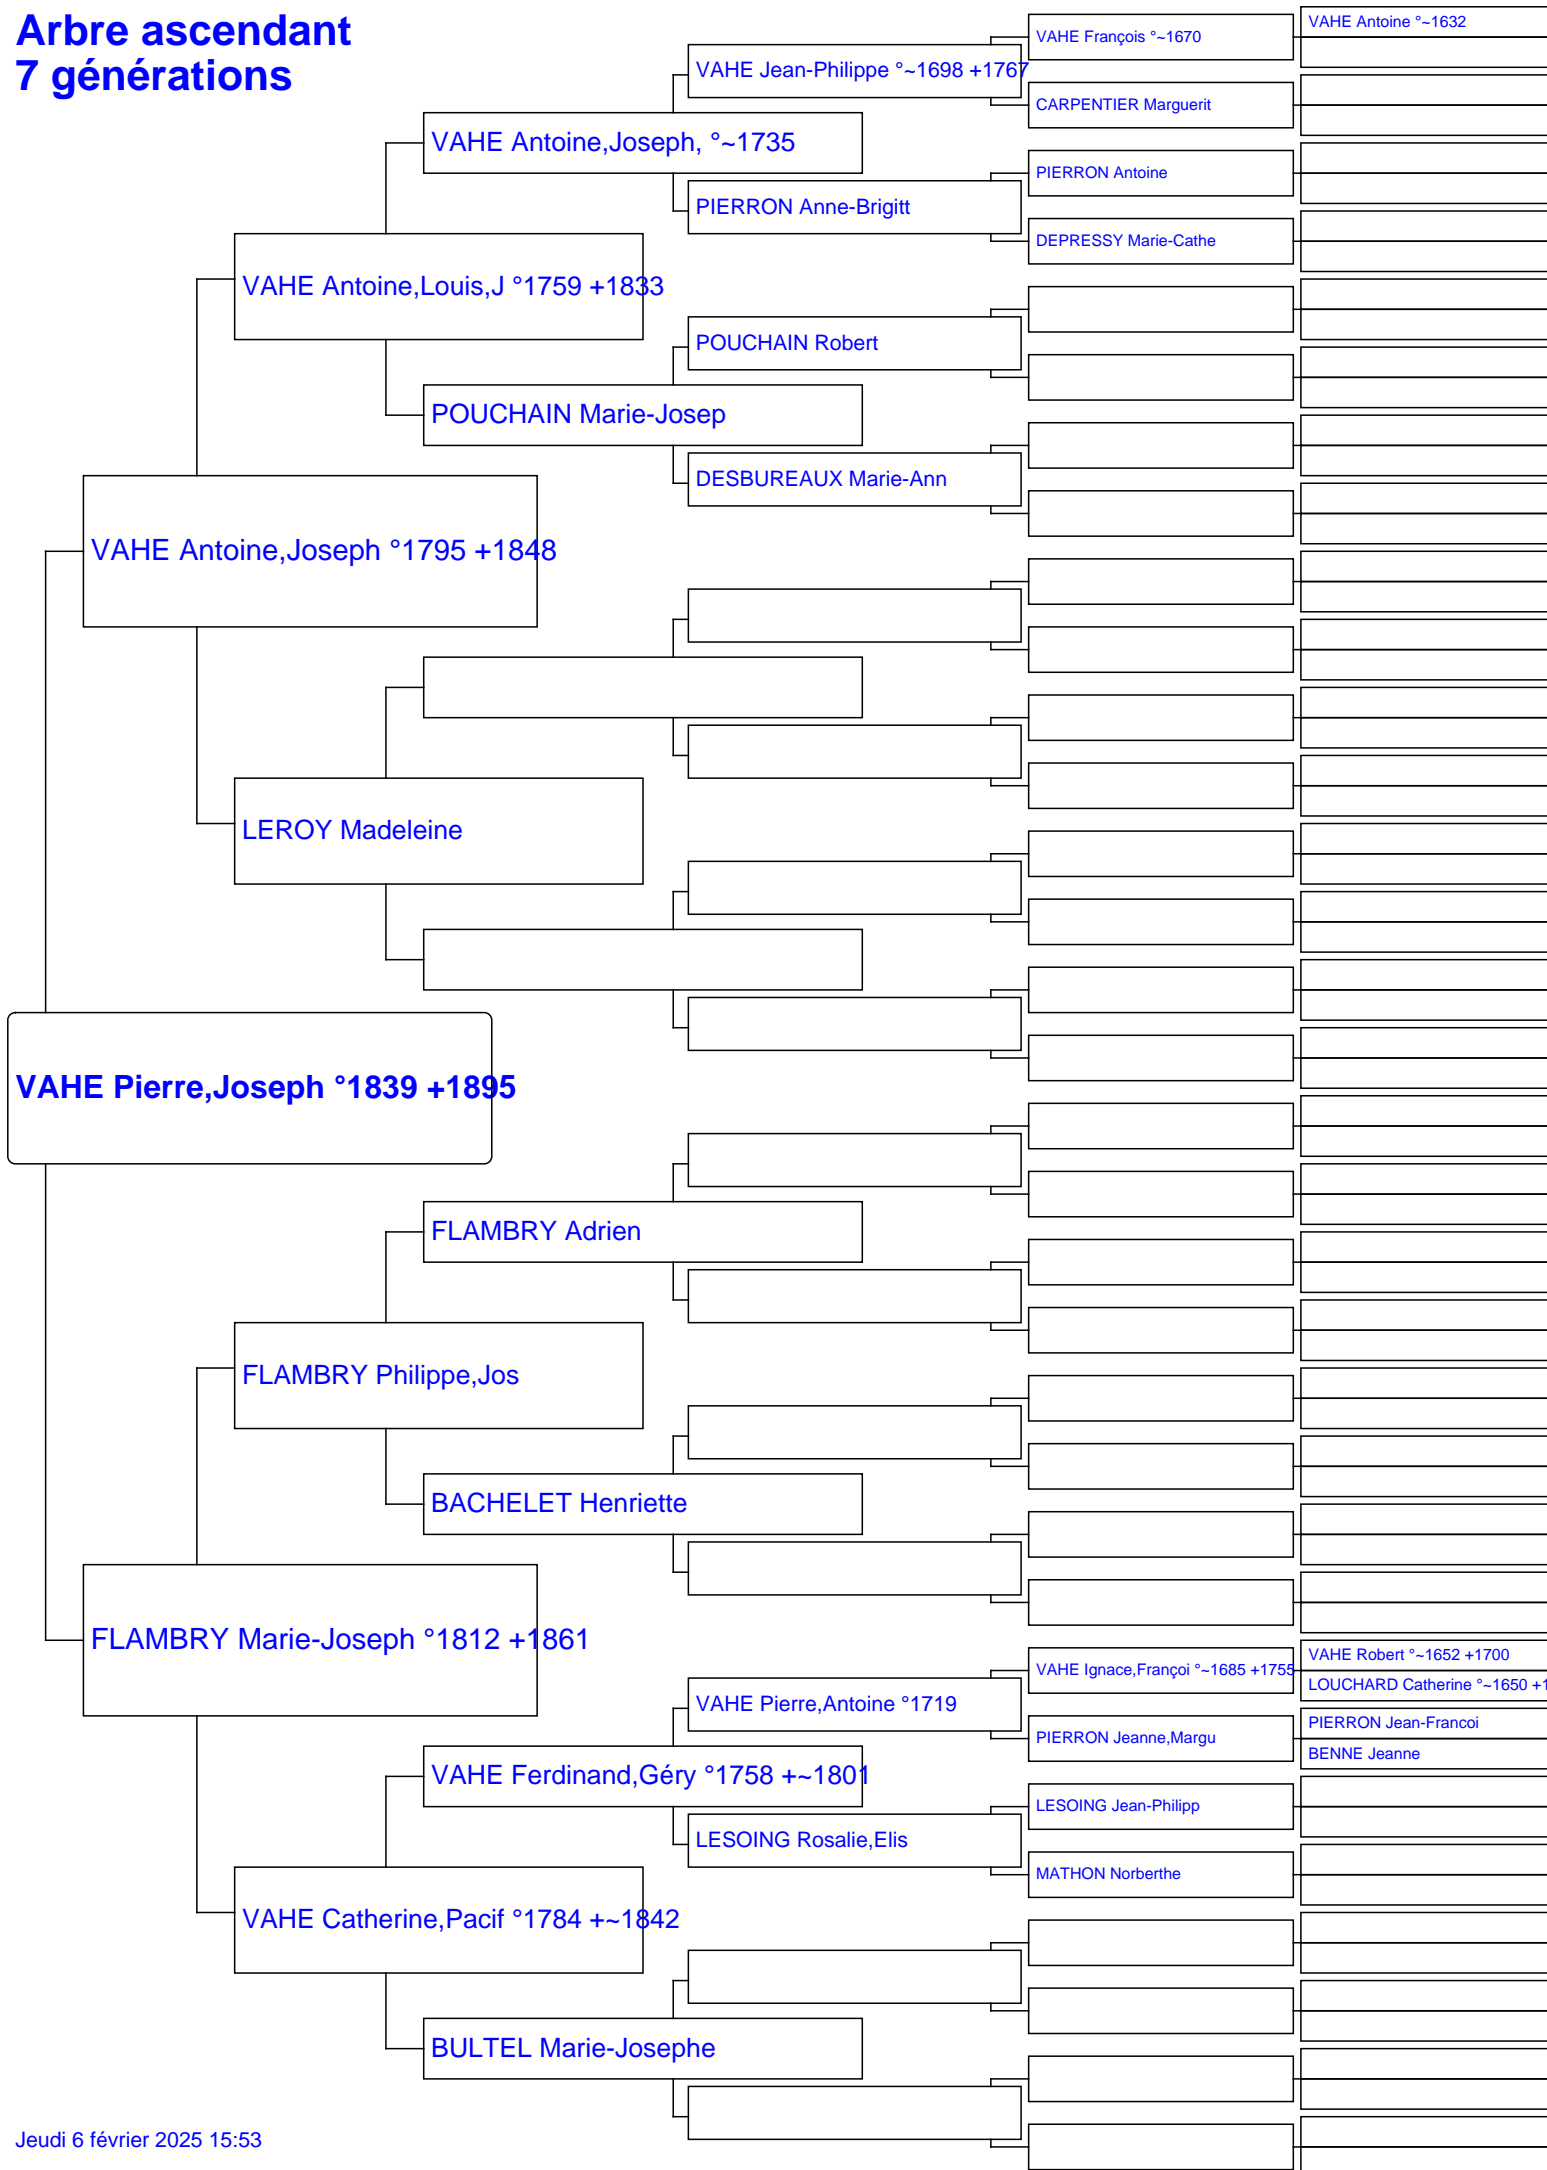 Arbre ascendant
7 générations
VAHE Antoine °~1632
VAHE François °~1670
VAHE Jean-Philippe °~1698 +1767
CARPENTIER Marguerit
VAHE Antoine,Joseph, °~1735
PIERRON Antoine
PIERRON Anne-Brigitt
DEPRESSY Marie-Cathe
VAHE Antoine,Louis,J °1759 +1833
POUCHAIN Robert
POUCHAIN Marie-Josep
DESBUREAUX Marie-Ann
VAHE Antoine,Joseph °1795 +1848
LEROY Madeleine
VAHE Pierre,Joseph °1839 +1895
FLAMBRY Adrien
FLAMBRY Philippe,Jos
BACHELET Henriette
FLAMBRY Marie-Joseph °1812 +1861
VAHE Robert °~1652 +1700
VAHE Ignace,Françoi °~1685 +1755
LOUCHARD Catherine °~1650 +1
VAHE Pierre,Antoine °1719
PIERRON Jean-Francoi
PIERRON Jeanne,Margu
BENNE Jeanne
VAHE Ferdinand,Géry °1758 +~1801
LESOING Jean-Philipp
LESOING Rosalie,Elis
MATHON Norberthe
VAHE Catherine,Pacif °1784 +~1842
BULTEL Marie-Josephe
Jeudi 6 février 2025 15:53